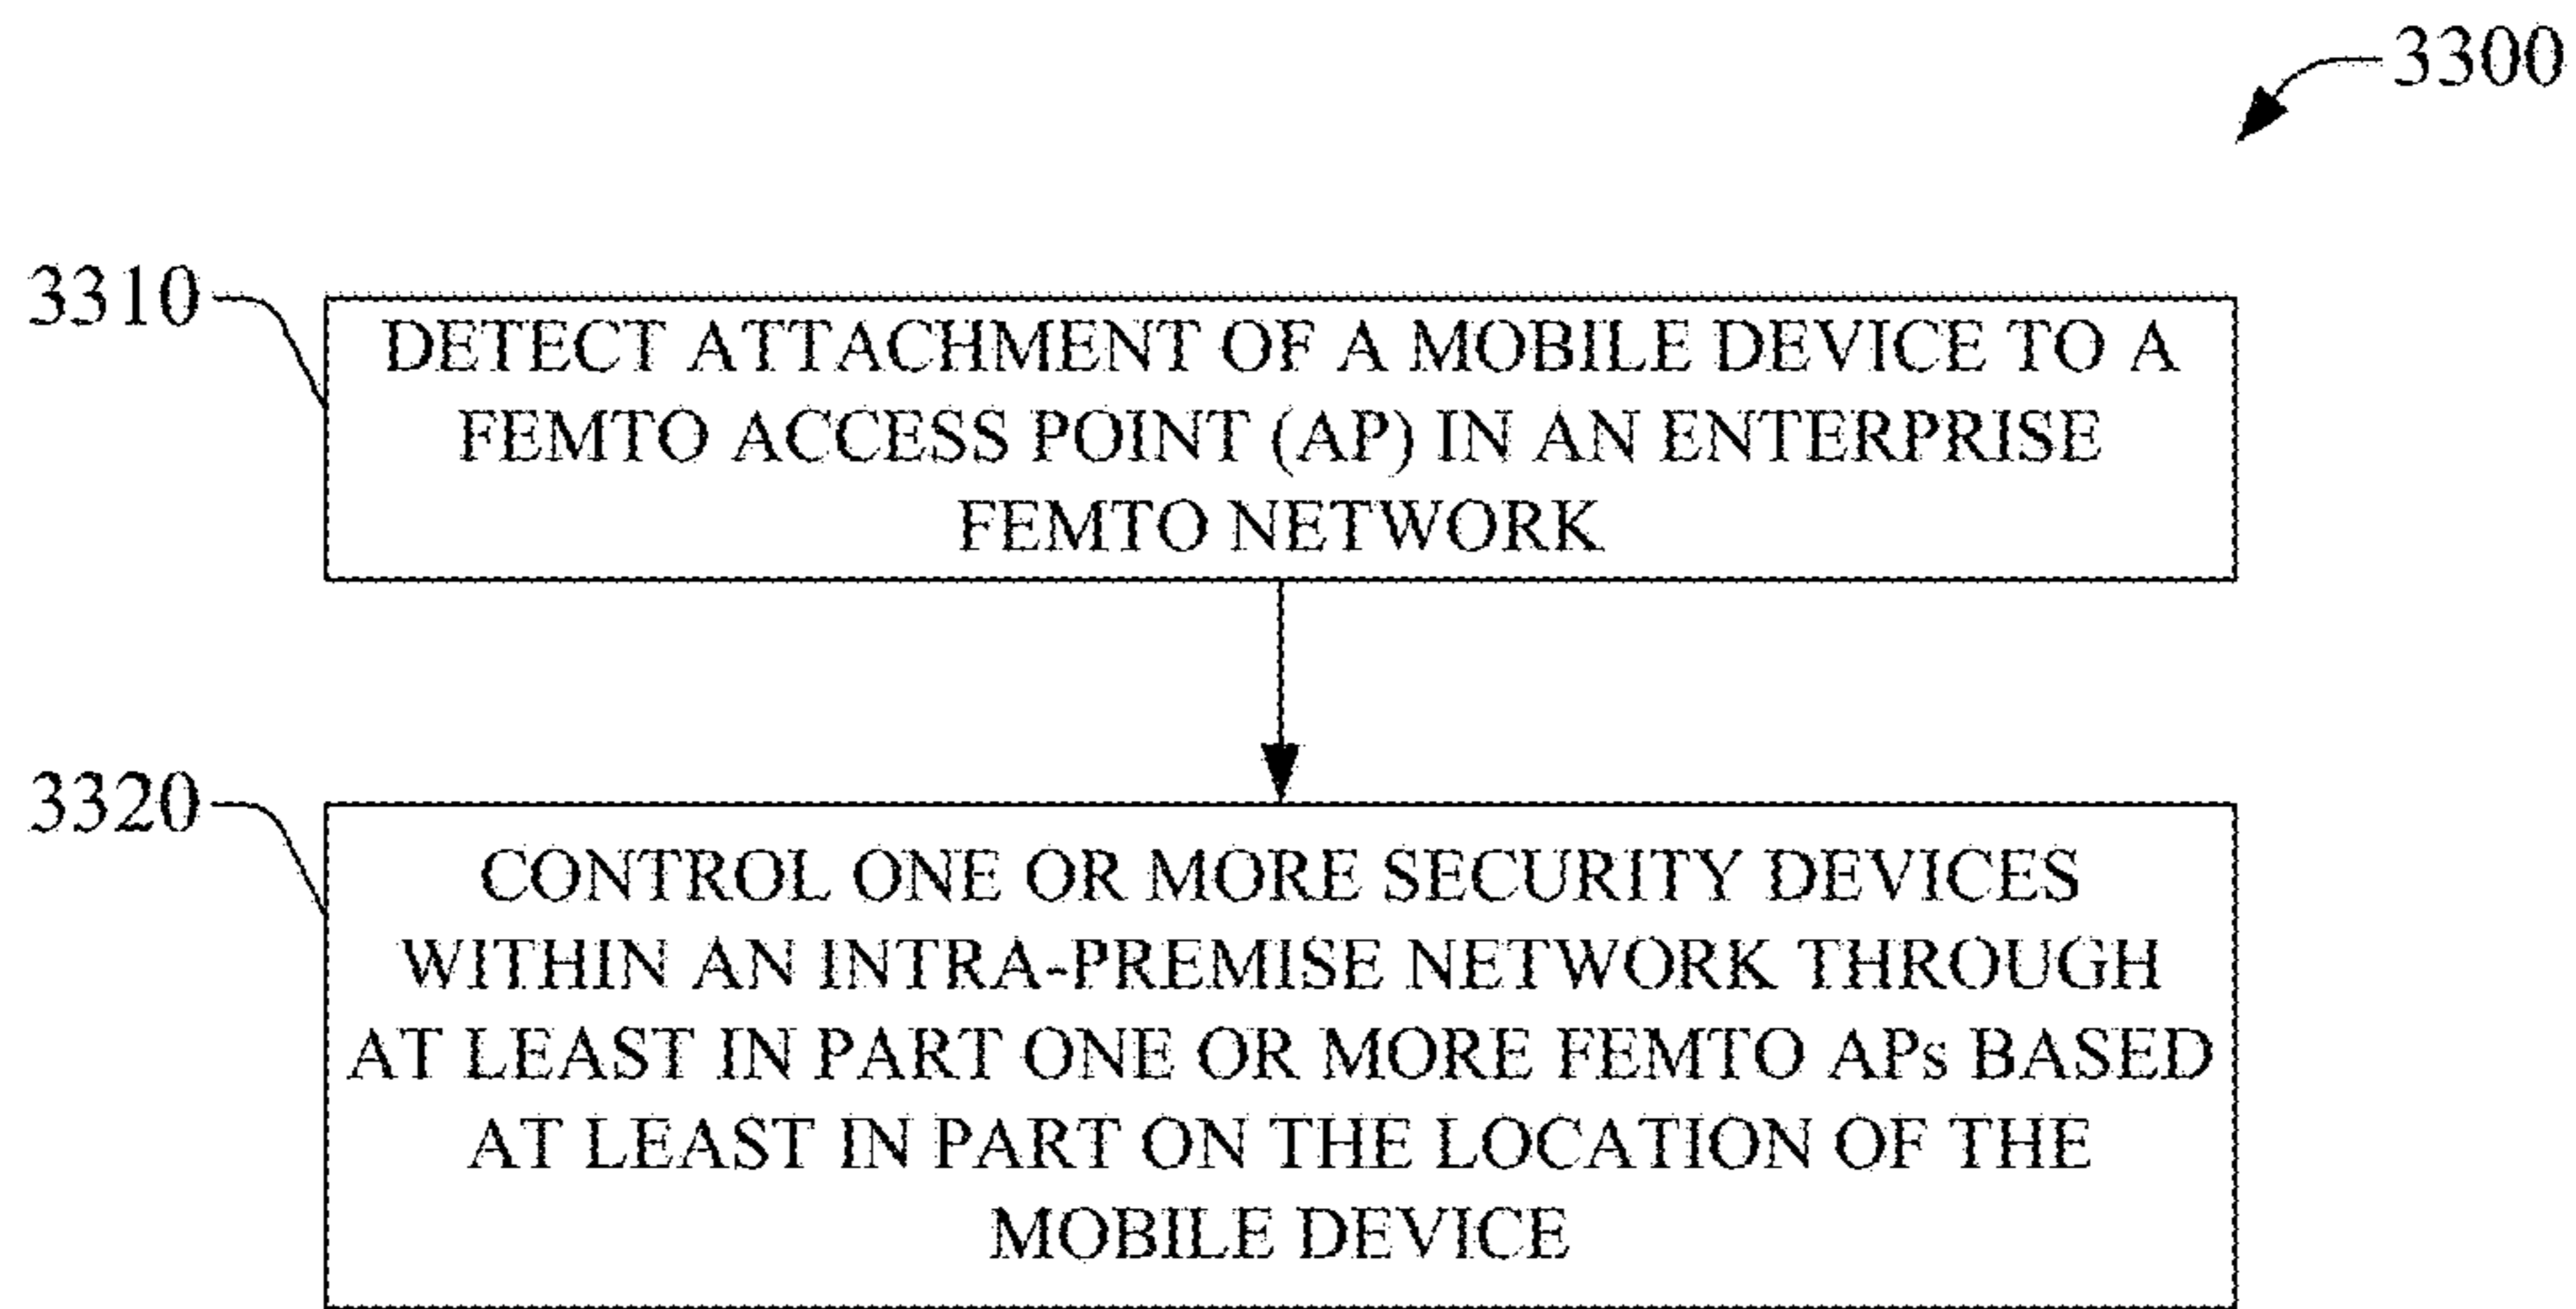 3300
3310
DETECT ATTACHMENT OF A MOBILE DEVICE TO A
FEMTO ACCESS POINT (AP) IN AN ENTERPRISE
FEMTO NETWORK
3320
CONTROL ONE OR MORE SECURITY DEVICES
WITHIN AN INTRA-PREMISE NETWORK THROUGH
AT LEAST IN PART ONE OR MORE FEMTO APs BASED
AT LEAST IN PART ON THE LOCATION OF THE
MOBILE DEVICE